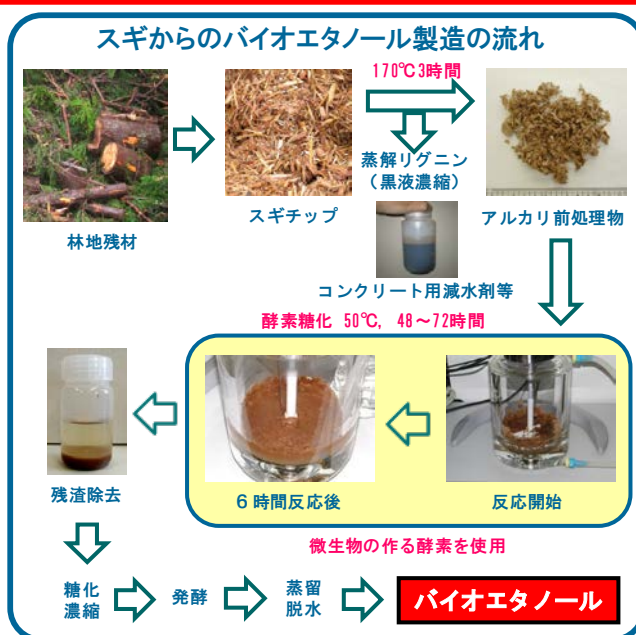 スギからのバイオエタノール製造の流れ
170℃3時間
蒸解リグニン
（黒液濃縮）
林地残材
スギチップ
アルカリ前処理物
コンクリート用減水剤等
酵素糖化 50℃, 48～72時間
残渣除去
6時間反応後
反応開始
微生物の作る酵素を使用
糖化
濃縮
発酵
蒸留
脱水
バイオエタノール